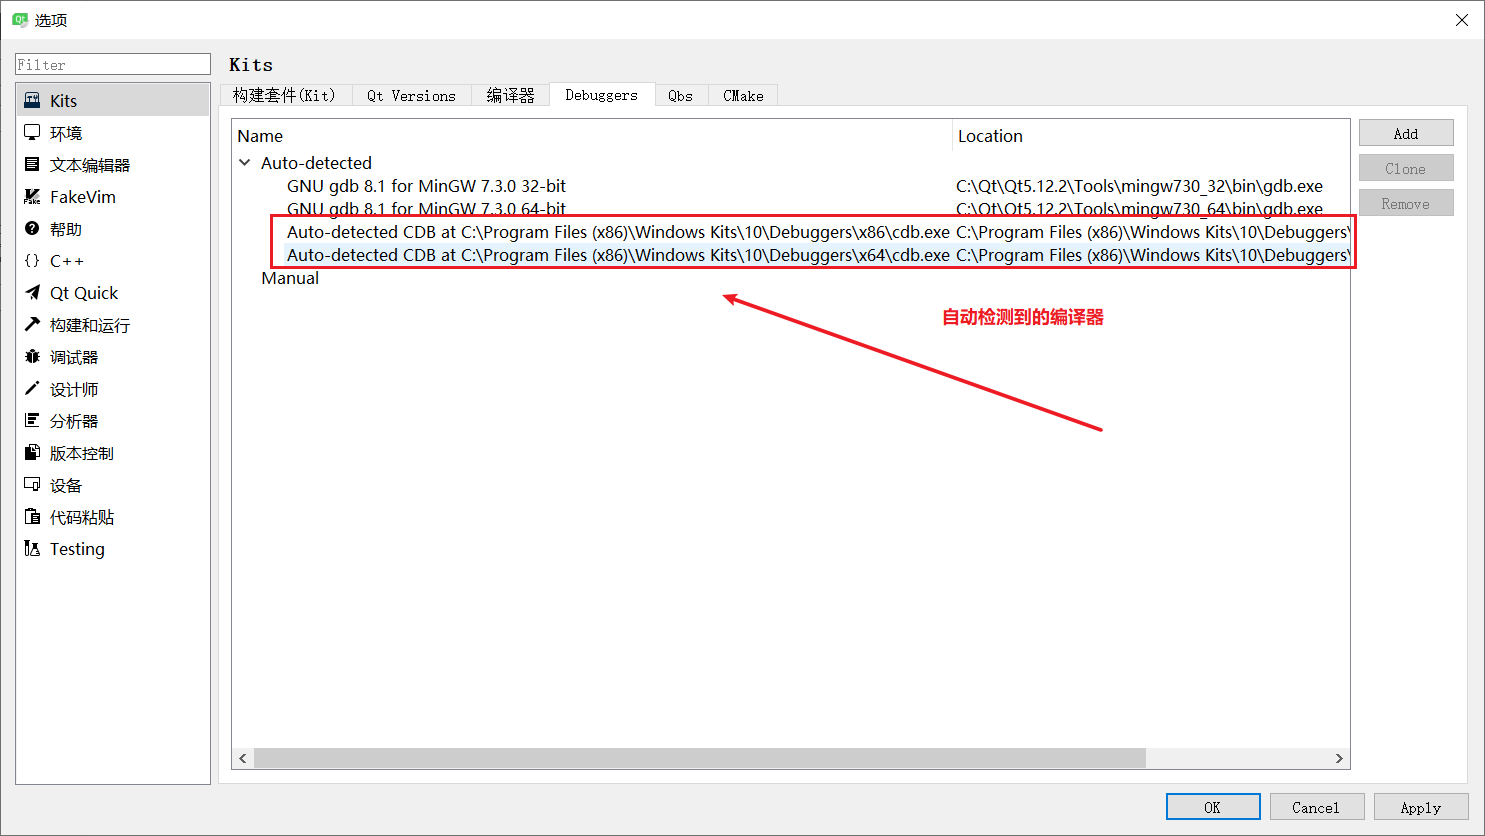 选项
Filter
Kits
环境
文本编辑器
FakeVim
帮助
C++
Qt Quick
构建和运行
调试器
设计师
分析器
版本控制
设备
代码粘贴
Testing
Kits
构建套件(Kit) Qt Versions 编译器 Debuggers Qbs CMake
Name Location
Auto-detected
GNU gdb 8.1 for MinGW 7.3.0 32-bit C:\Qt\Qt5.12.2\Tools\mingw730_32\bin\gdb.exe
GNU gdb 8.1 for MinGW 7.3.0 64-bit C:\Qt\Qt5.12.2\Tools\mingw730_64\bin\gdb.exe
Auto-detected CDB at C:\Program Files (x86)\Windows Kits\10\Debuggers\x86\cdb.exe C:\Program Files (x86)\Windows Kits\10\Debuggers\
Auto-detected CDB at C:\Program Files (x86)\Windows Kits\10\Debuggers\x64\cdb.exe C:\Program Files (x86)\Windows Kits\10\Debuggers\
Manual
自动检测到的编译器
Add
Clone
Remove
OK Cancel Apply